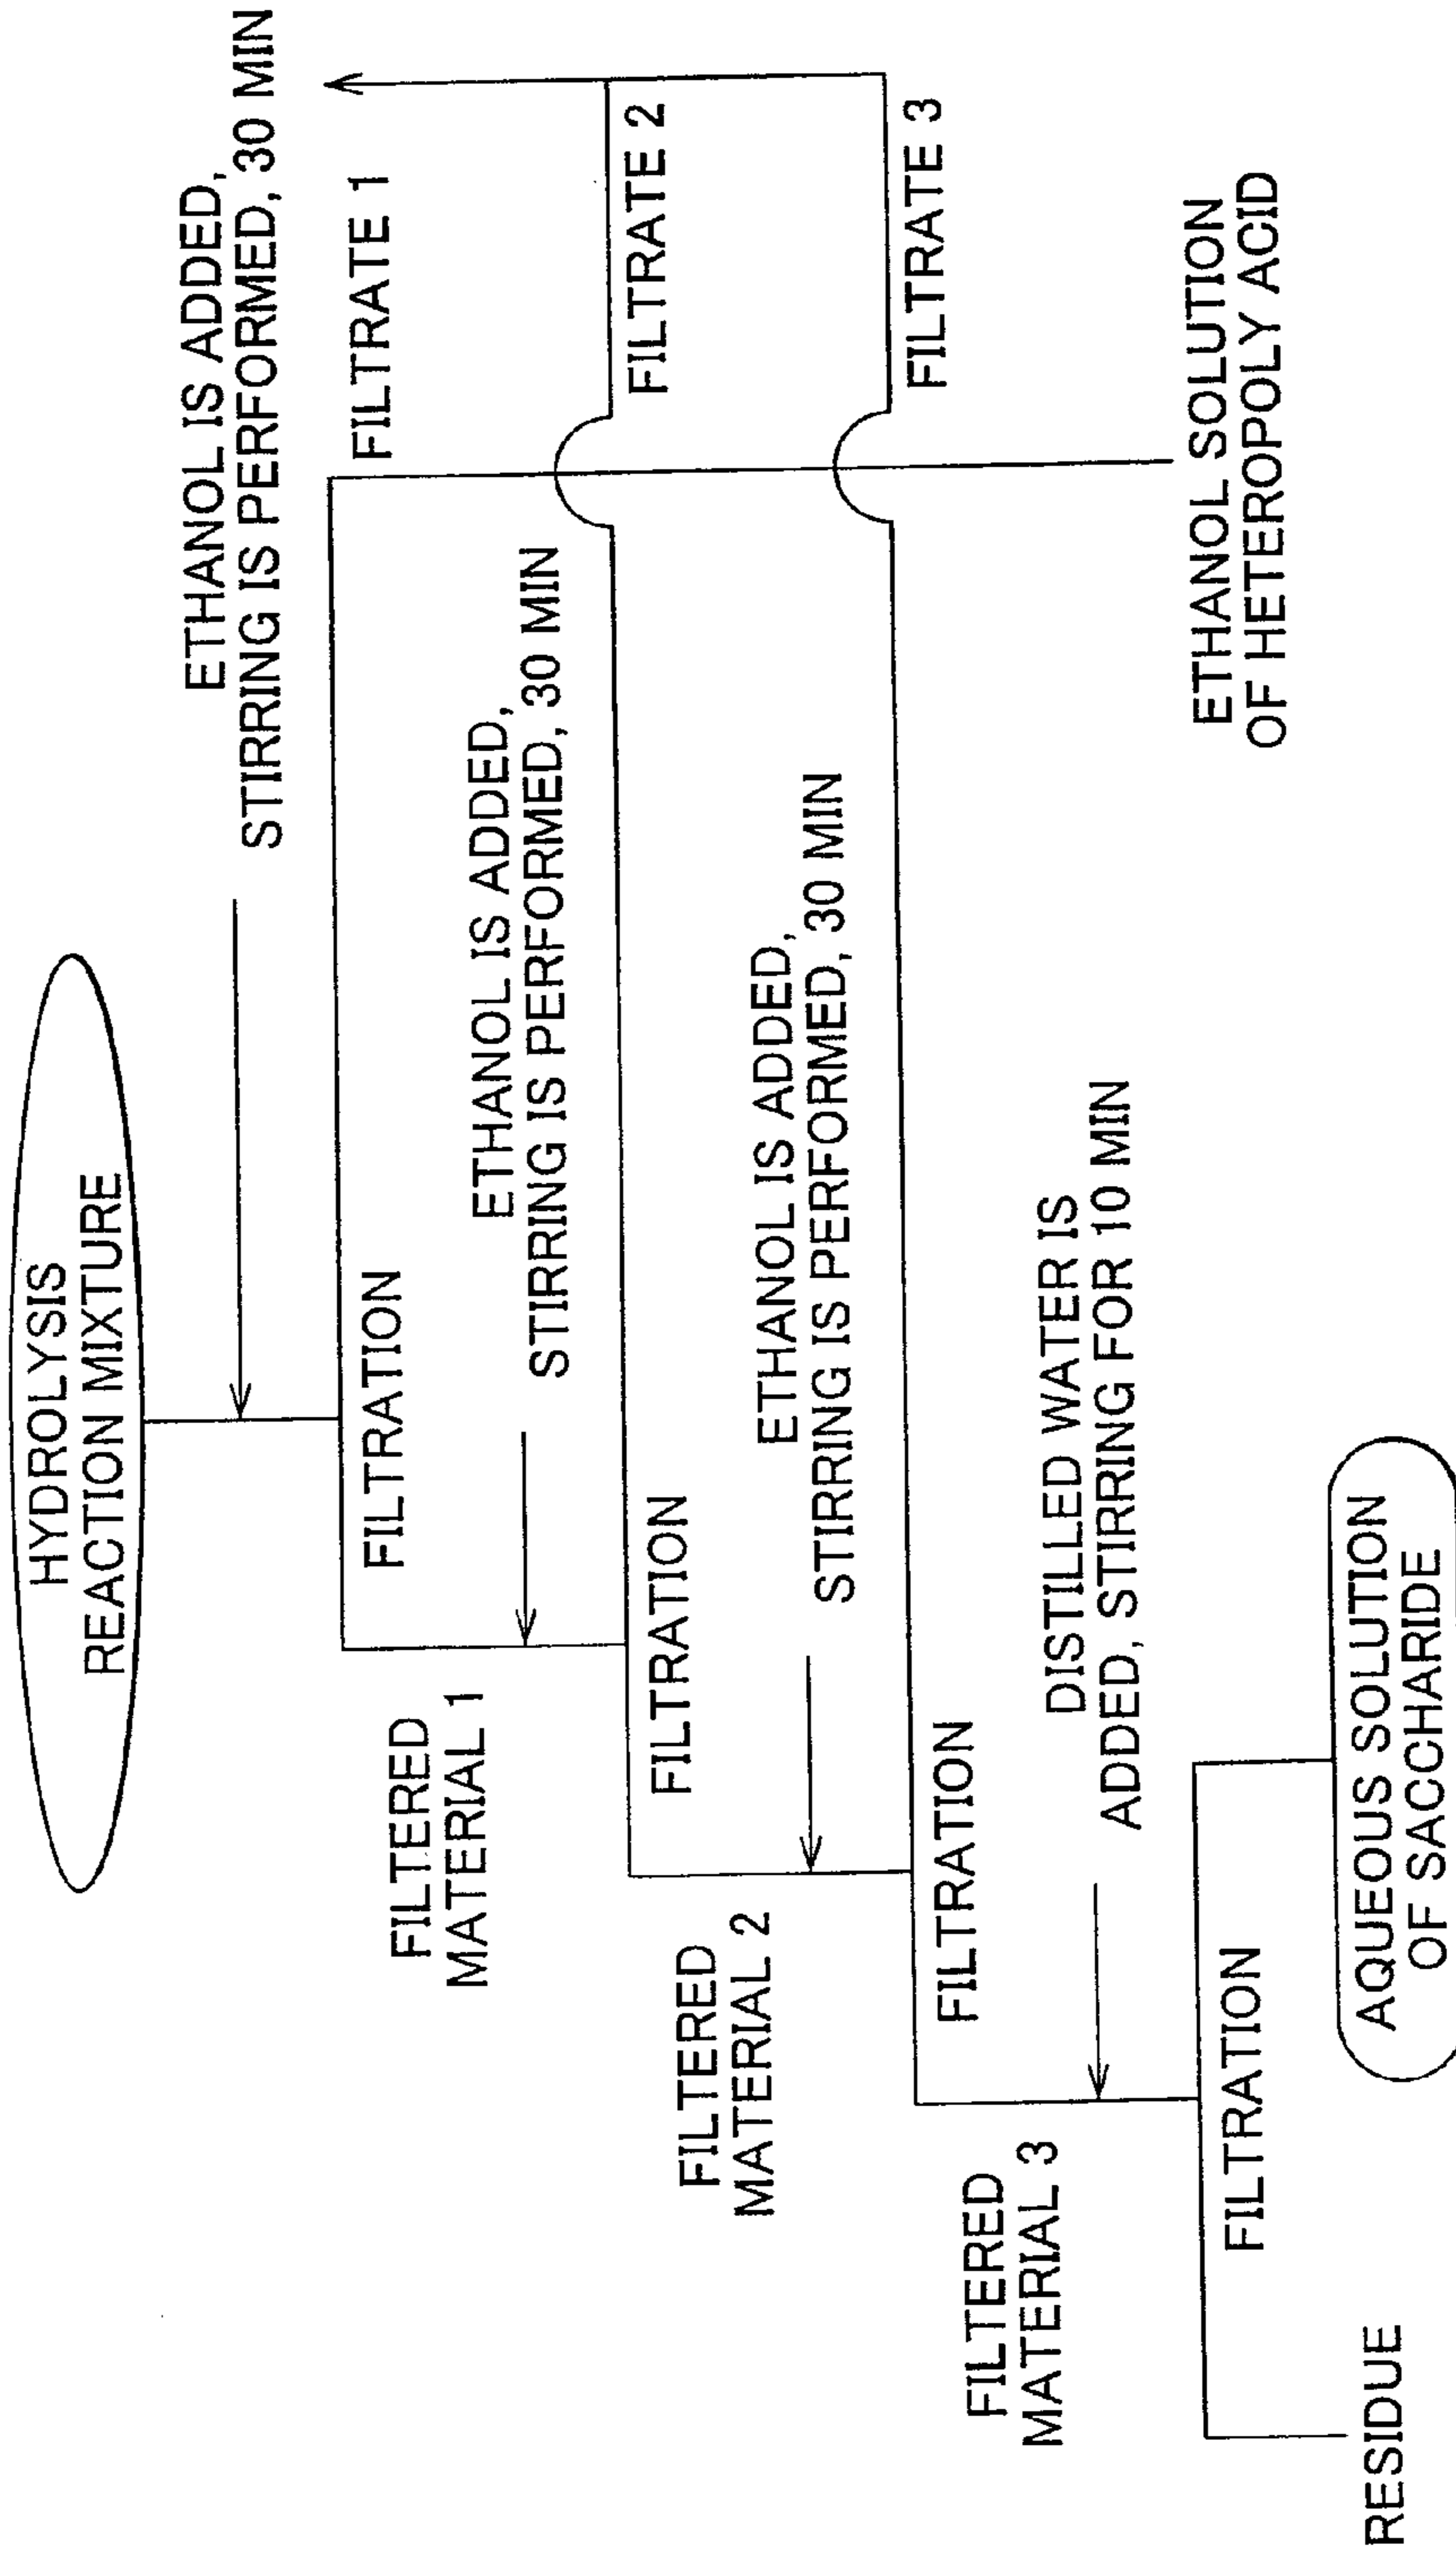 HYDROLYSIS
REACTION MIXTURE
ETHANOL IS ADDED,
STIRRING IS PERFORMED, 30 MIN
FILTRATION
FILTRATE 1
FILTERED
MATERIAL 1
ETHANOL IS ADDED,
STIRRING IS PERFORMED, 30 MIN
FILTRATION
FILTRATE 2
FILTERED
MATERIAL 2
ETHANOL IS ADDED,
STIRRING IS PERFORMED, 30 MIN
FILTRATION
FILTRATE 3
FILTERED
MATERIAL 3
DISTILLED WATER IS
ADDED, STIRRING FOR 10 MIN
ETHANOL SOLUTION
OF HETEROPOLY ACID
FILTRATION
RESIDUE
AQUEOUS SOLUTION
OF SACCHARIDE